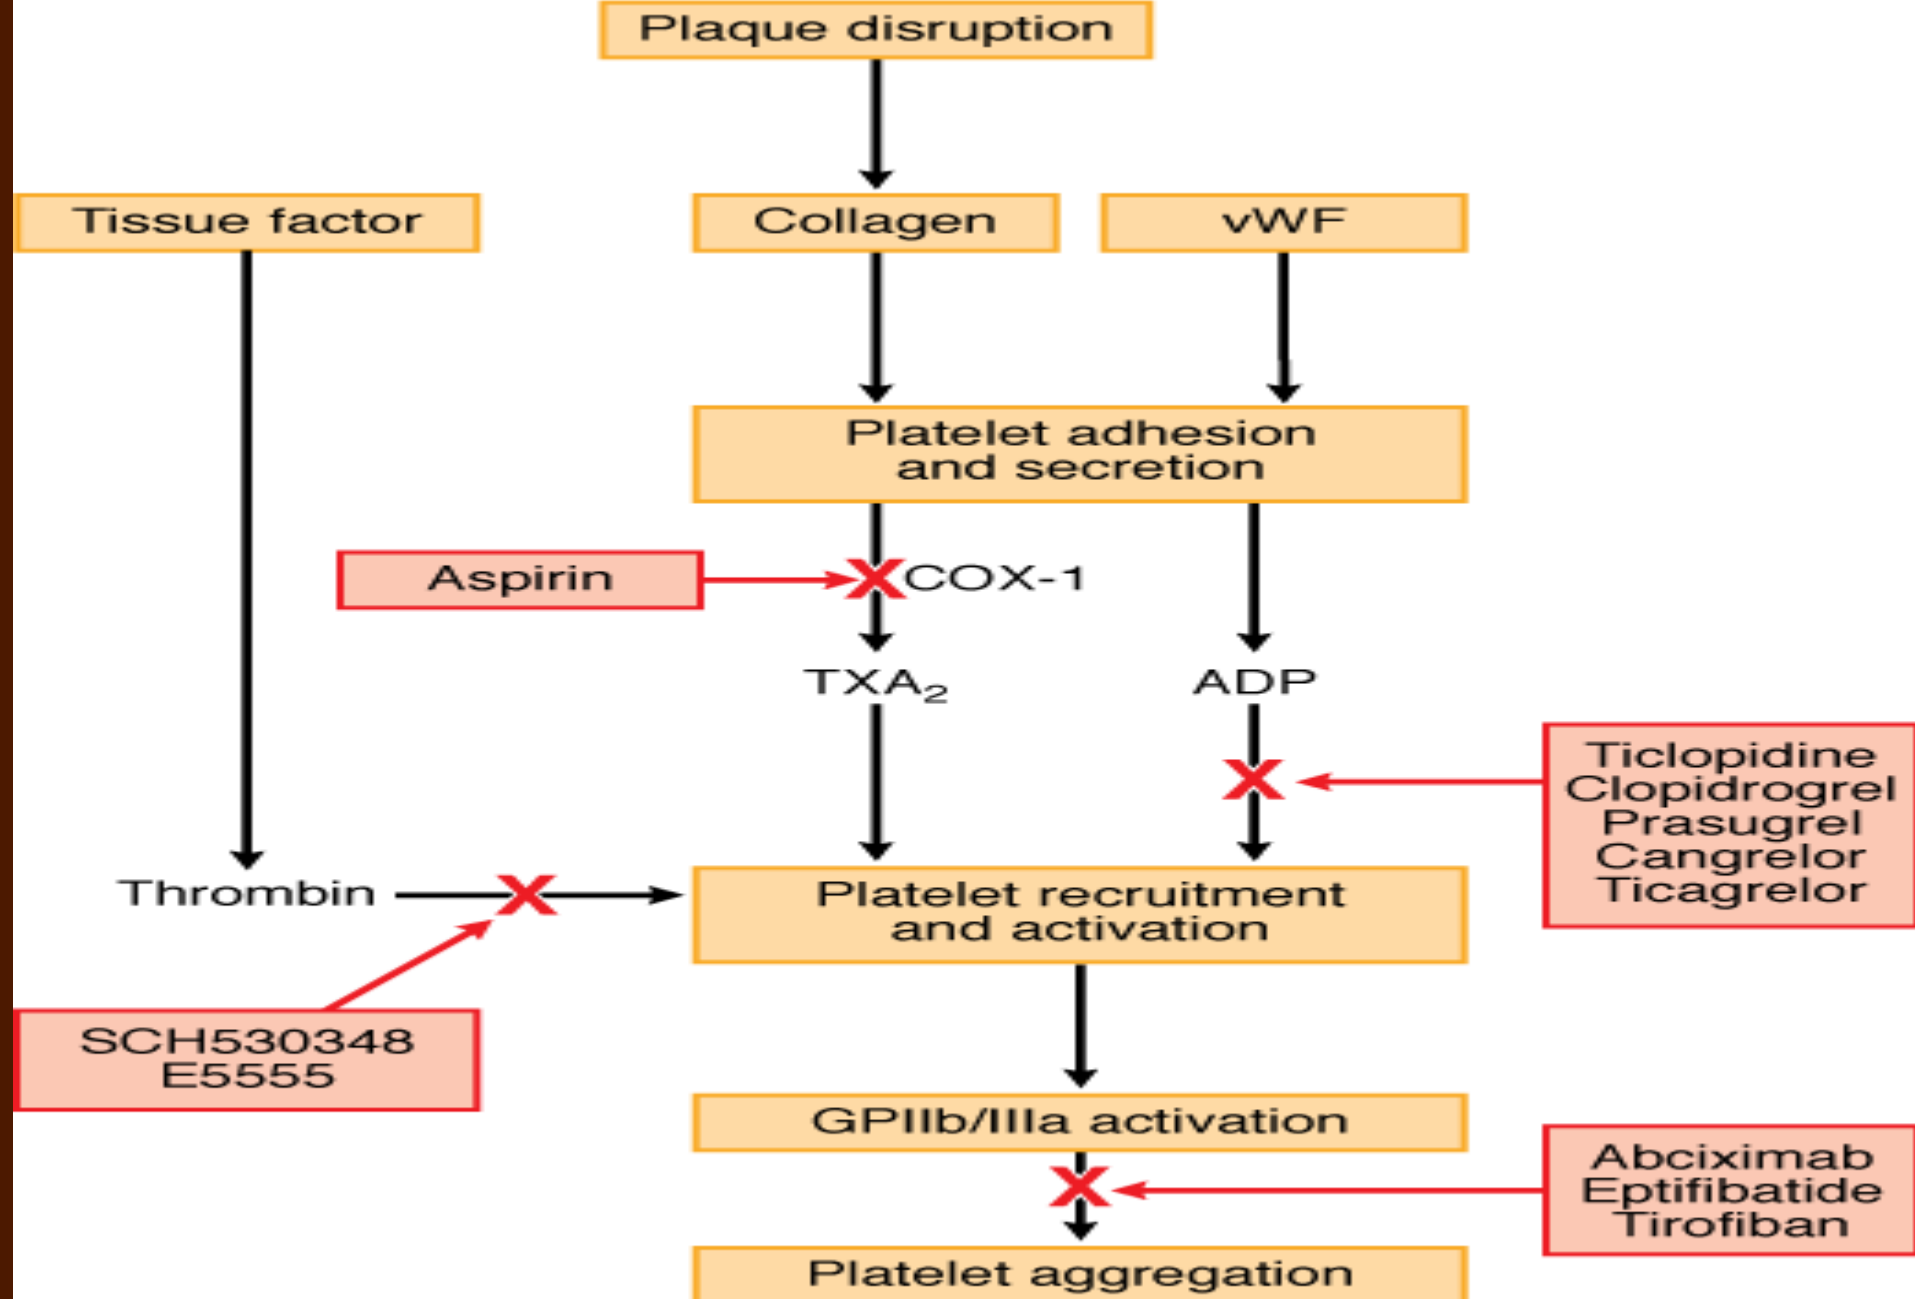 Plaque disruption
Tissue factor
Collagen
vWF
Platelet adhesion
and secretion
Aspirin
COX-1
TXA₂
ADP
Ticlopidine
Clopidrogrel
Prasugrel
Cangrelor
Ticagrelor
Thrombin
Platelet recruitment
and activation
SCH530348
E5555
GPIIb/IIIa activation
Abciximab
Eptifibatide
Tirofiban
Platelet aggregation